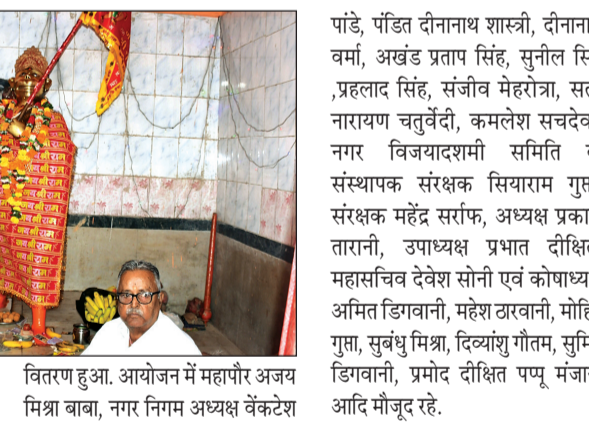 जय श्री राम
वितरण हुआ. आयोजन में महापौर अजय
मिश्रा बाबा, नगर निगम अध्यक्ष वेंकटेश
पांडे, पंडित दीनानाथ शास्त्री, दीनाना
वर्मा, अखंड प्रताप सिंह, सुनील सि
,प्रहलाद सिंह, संजीव मेहरोत्रा, सत
नारायण चतुर्वेदी, कमलेश सचदेव
नगर विजयादशमी समिति
संस्थापक संरक्षक सियाराम गुप्त
संरक्षक महेंद्र सर्राफ, अध्यक्ष प्रका
तारानी, उपाध्यक्ष प्रभात दीक्षित
महासचिव देवेश सोनी एवं कोषाध्य
अमित डिगवानी, महेश ठारवानी, मोहि
गुप्ता, सुबंधु मिश्रा, दिव्यांशु गौतम, सुमि
डिगवानी, प्रमोद दीक्षित पप्पू मंजा
आदि मौजूद रहे.